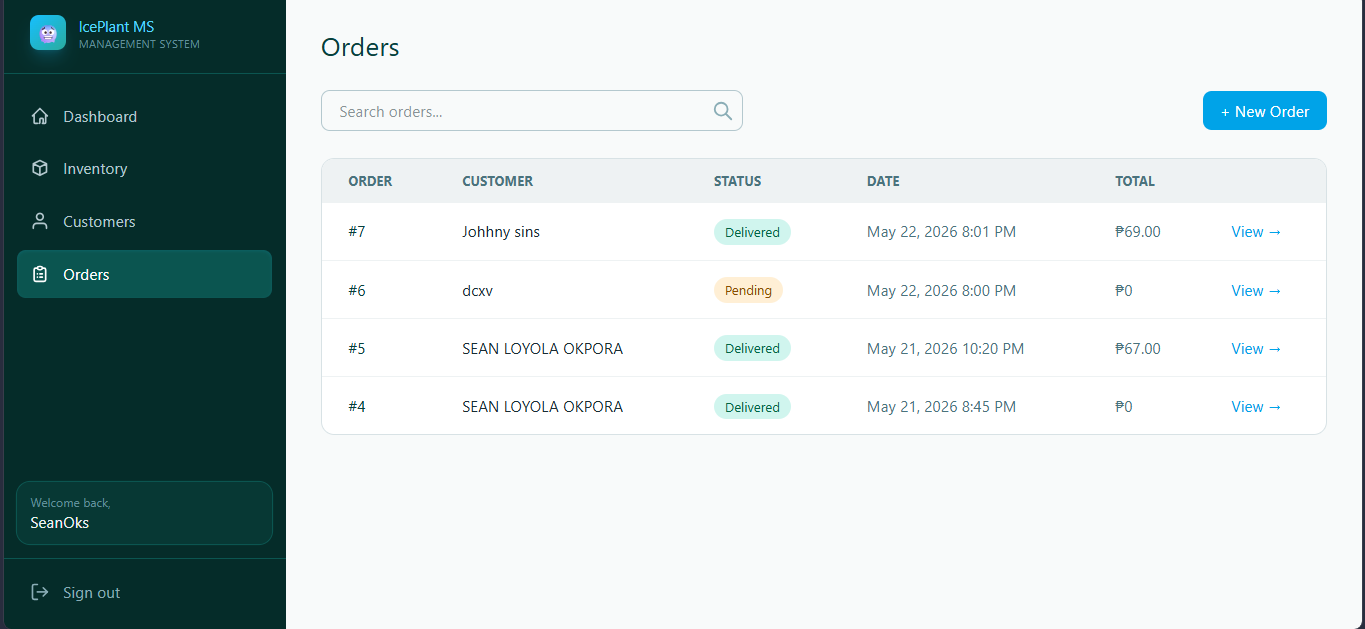 IcePlant MS
MANAGEMENT SYSTEM
Dashboard
Inventory
Customers
Orders
Welcome back,
SeanOks
Sign out
Orders
Search orders...
+ New Order
ORDER CUSTOMER STATUS DATE TOTAL
#7 Johhny sins Delivered May 22, 2026 8:01 PM ₱69.00 View →
#6 dcxv Pending May 22, 2026 8:00 PM ₱0 View →
#5 SEAN LOYOLA OKPORA Delivered May 21, 2026 10:20 PM ₱67.00 View →
#4 SEAN LOYOLA OKPORA Delivered May 21, 2026 8:45 PM ₱0 View →